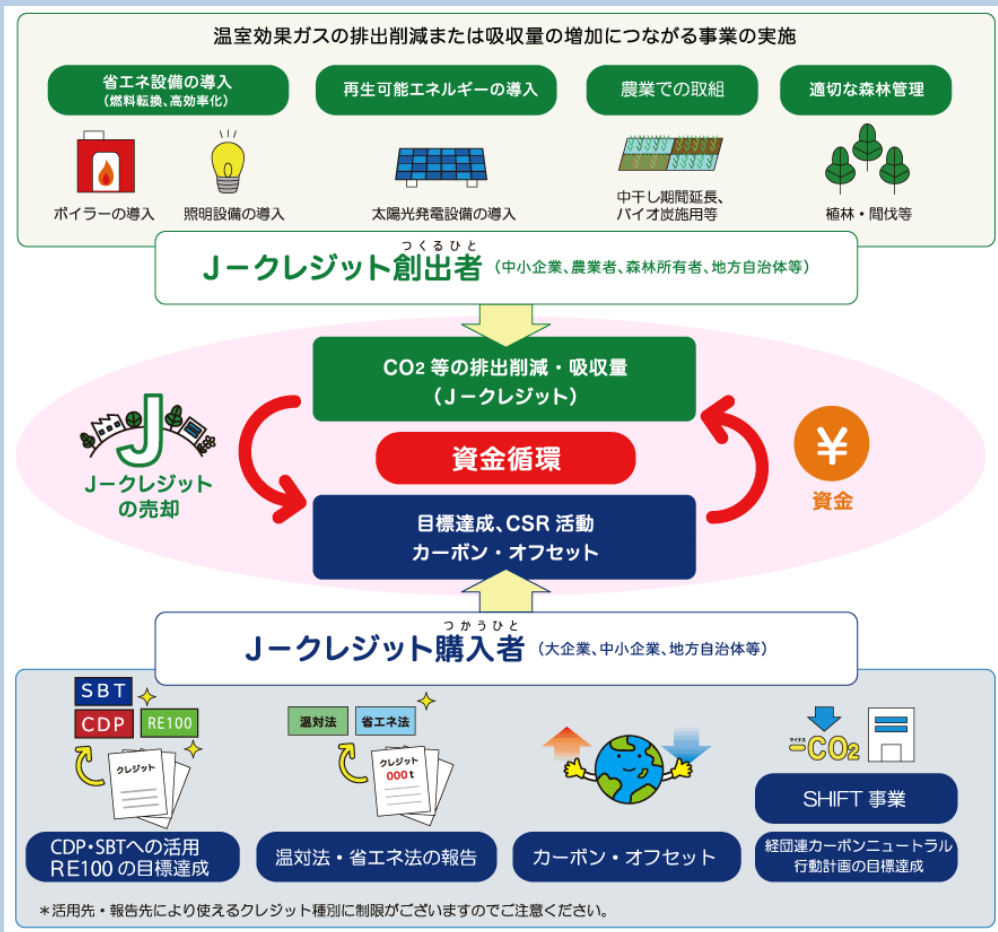 温室効果ガスの排出削減または吸収量の増加につながる事業の実施
省エネ設備の導入
(燃料転換、高効率化)
再生可能エネルギーの導入
農業での取組
適切な森林管理
ボイラーの導入
照明設備の導入
太陽光発電設備の導入
中干し期間延長、
バイオ炭施用等
植林・間伐等
つくるひと
J-クレジット創出者(中小企業、農業者、森林所有者、地方自治体等)
CO2等の排出削減・吸収量
(J-クレジット)
J
J-クレジット
の売却
資金循環
¥
資金
目標達成、CSR活動
カーボン・オフセット
つかうひと
J-クレジット購入者(大企業、中小企業、地方自治体等)
SBT
CDP
RE100
クレジット
温対法
省エネ法
クレジット
000t
マイナス
-CO2
CDP・SBTへの活用
RE100の目標達成
温対法・省エネ法の報告
カーボン・オフセット
SHIFT事業
経団連カーボンニュートラル
行動計画の目標達成
*活用先・報告先により使えるクレジット種別に制限がございますのでご注意ください。